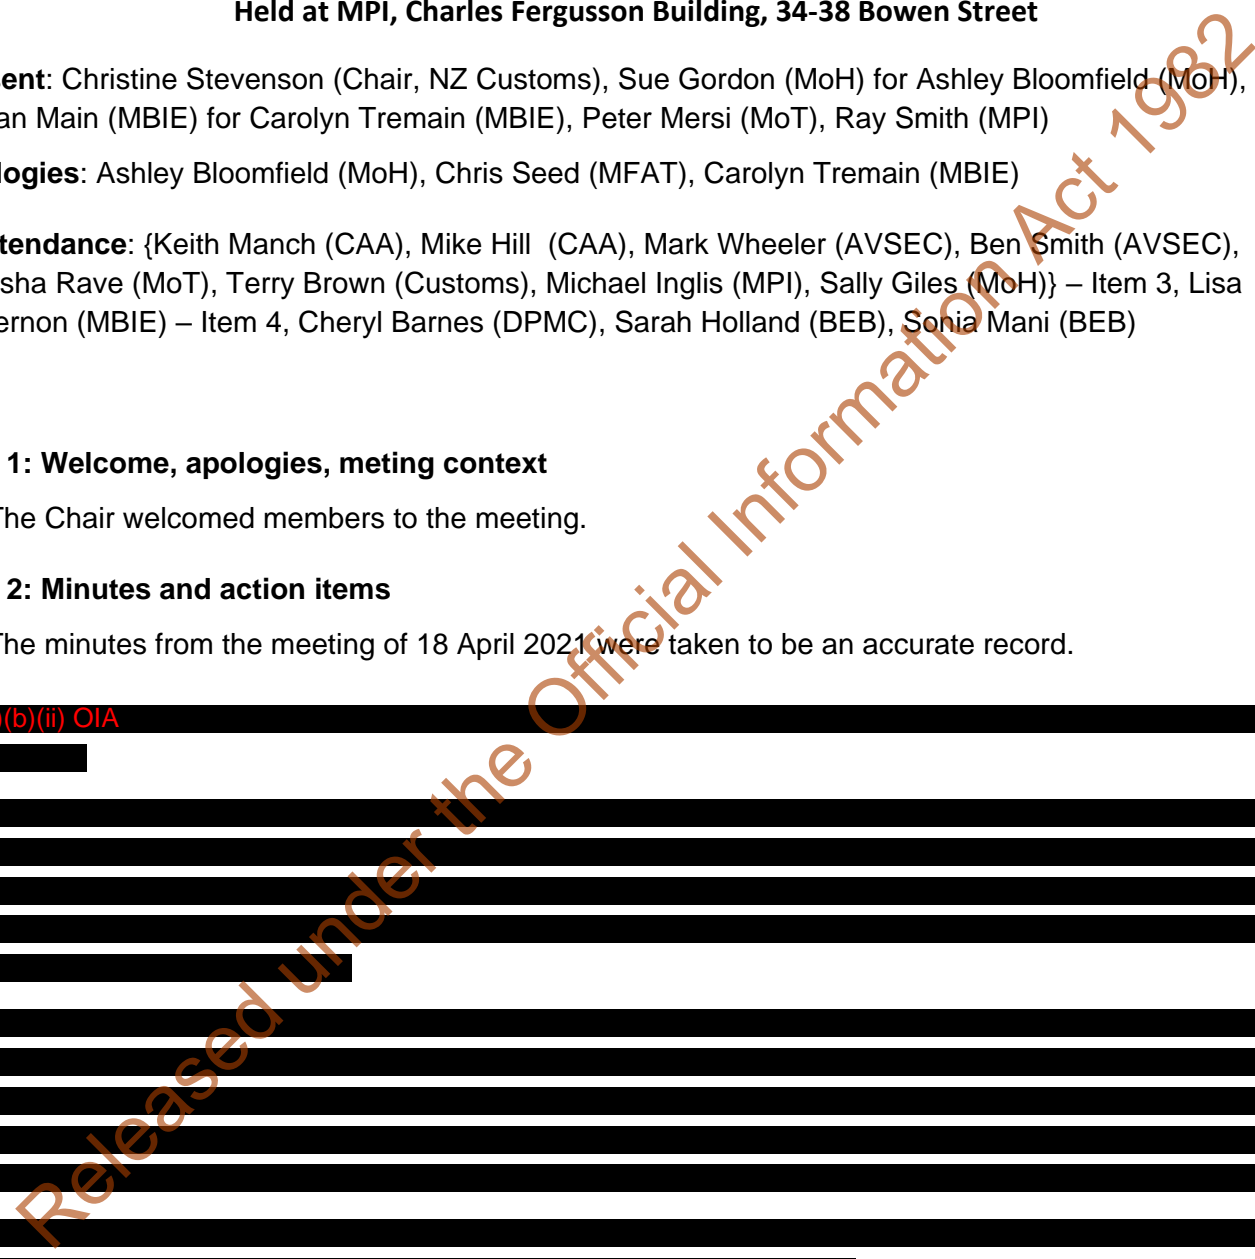 Held at MPI, Charles Fergusson Building, 34-38 Bowen Street
sent: Christine Stevenson (Chair, NZ Customs), Sue Gordon (MoH) for Ashley Bloomfield (MoH),
an Main (MBIE) for Carolyn Tremain (MBIE), Peter Mersi (MoT), Ray Smith (MPI)
logies: Ashley Bloomfield (MoH), Chris Seed (MFAT), Carolyn Tremain (MBIE)
ttendance: {Keith Manch (CAA), Mike Hill (CAA), Mark Wheeler (AVSEC), Ben Smith (AVSEC),
sha Rave (MoT), Terry Brown (Customs), Michael Inglis (MPI), Sally Giles (MoH)} – Item 3, Lisa
ernon (MBIE) – Item 4, Cheryl Barnes (DPMC), Sarah Holland (BEB), Sonia Mani (BEB)
1: Welcome, apologies, meting context
The Chair welcomed members to the meeting.
2: Minutes and action items
The minutes from the meeting of 18 April 2021 were taken to be an accurate record.
)(b)(ii) OIA
Released under the Official Information Act 1982